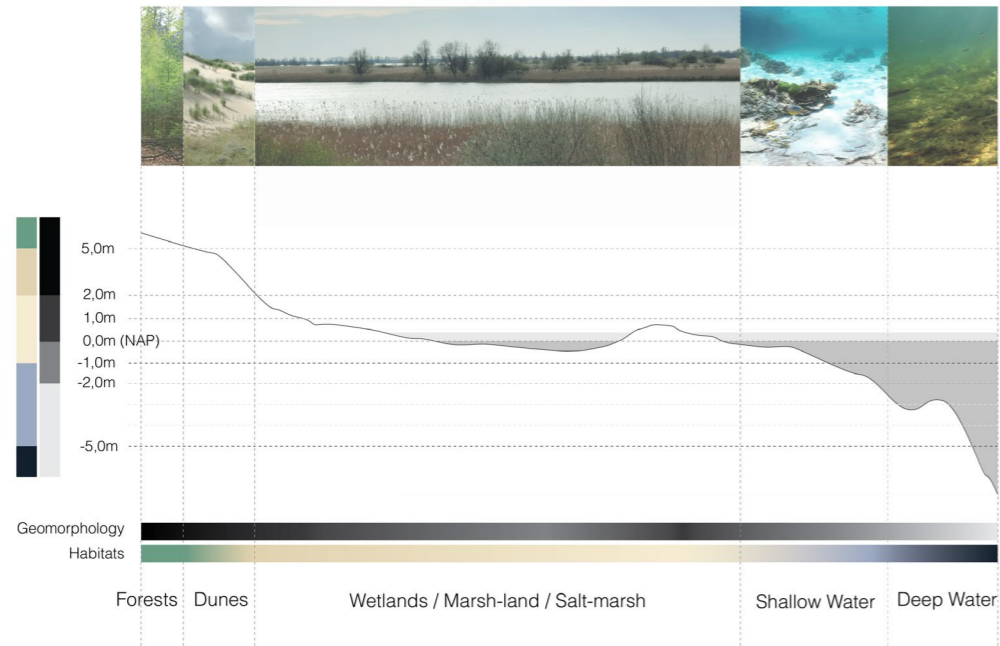 5,0m
2,0m
1,0m
0,0m (NAP)
-1,0m
-2,0m
-5,0m
Geomorphology
Habitats
Forests
Dunes
Wetlands / Marsh-land / Salt-marsh
Shallow Water
Deep Water